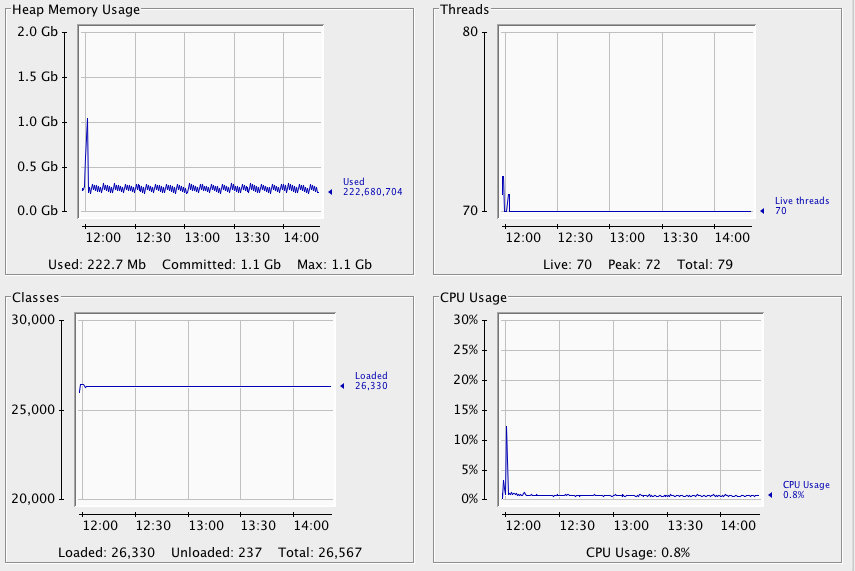 Heap Memory Usage
2.0 Gb
1.5 Gb
1.0 Gb
0.5 Gb
0.0 Gb
Used
222,680,704
12:00 12:30 13:00 13:30 14:00
Used: 222.7 Mb Committed: 1.1 Gb Max: 1.1 Gb
Threads
80
70
Live threads
70
12:00 12:30 13:00 13:30 14:00
Live: 70 Peak: 72 Total: 79
Classes
30,000
25,000
20,000
Loaded
26,330
12:00 12:30 13:00 13:30 14:00
Loaded: 26,330 Unloaded: 237 Total: 26,567
CPU Usage
30%
25%
20%
15%
10%
5%
0%
CPU Usage
0.8%
12:00 12:30 13:00 13:30 14:00
CPU Usage: 0.8%